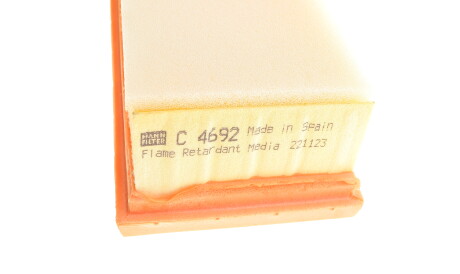 MANN FILTER C 4692 Made in Spain
Flame Retardant Media 221123